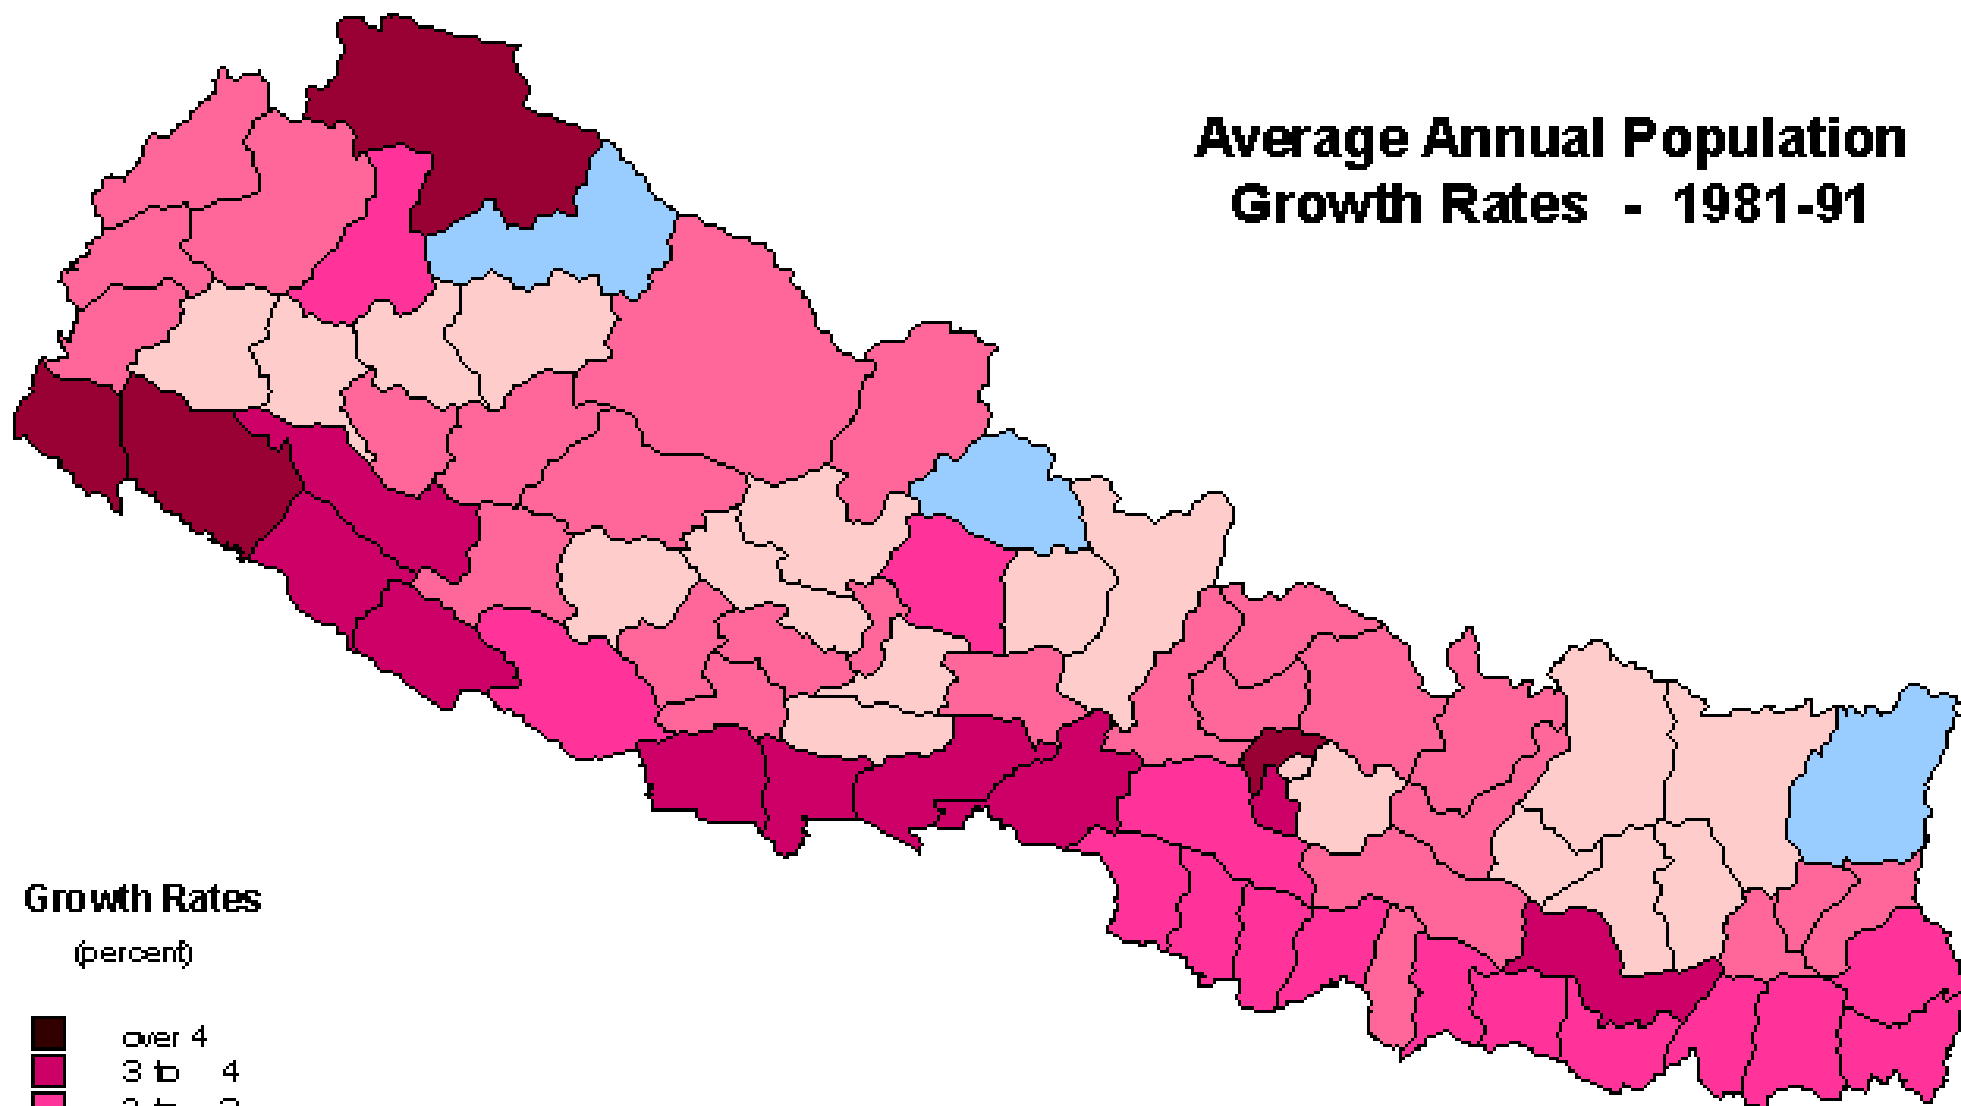 Average Annual Population
Growth Rates - 1981-91
Growth Rates
(percent)
over 4
3 to 4